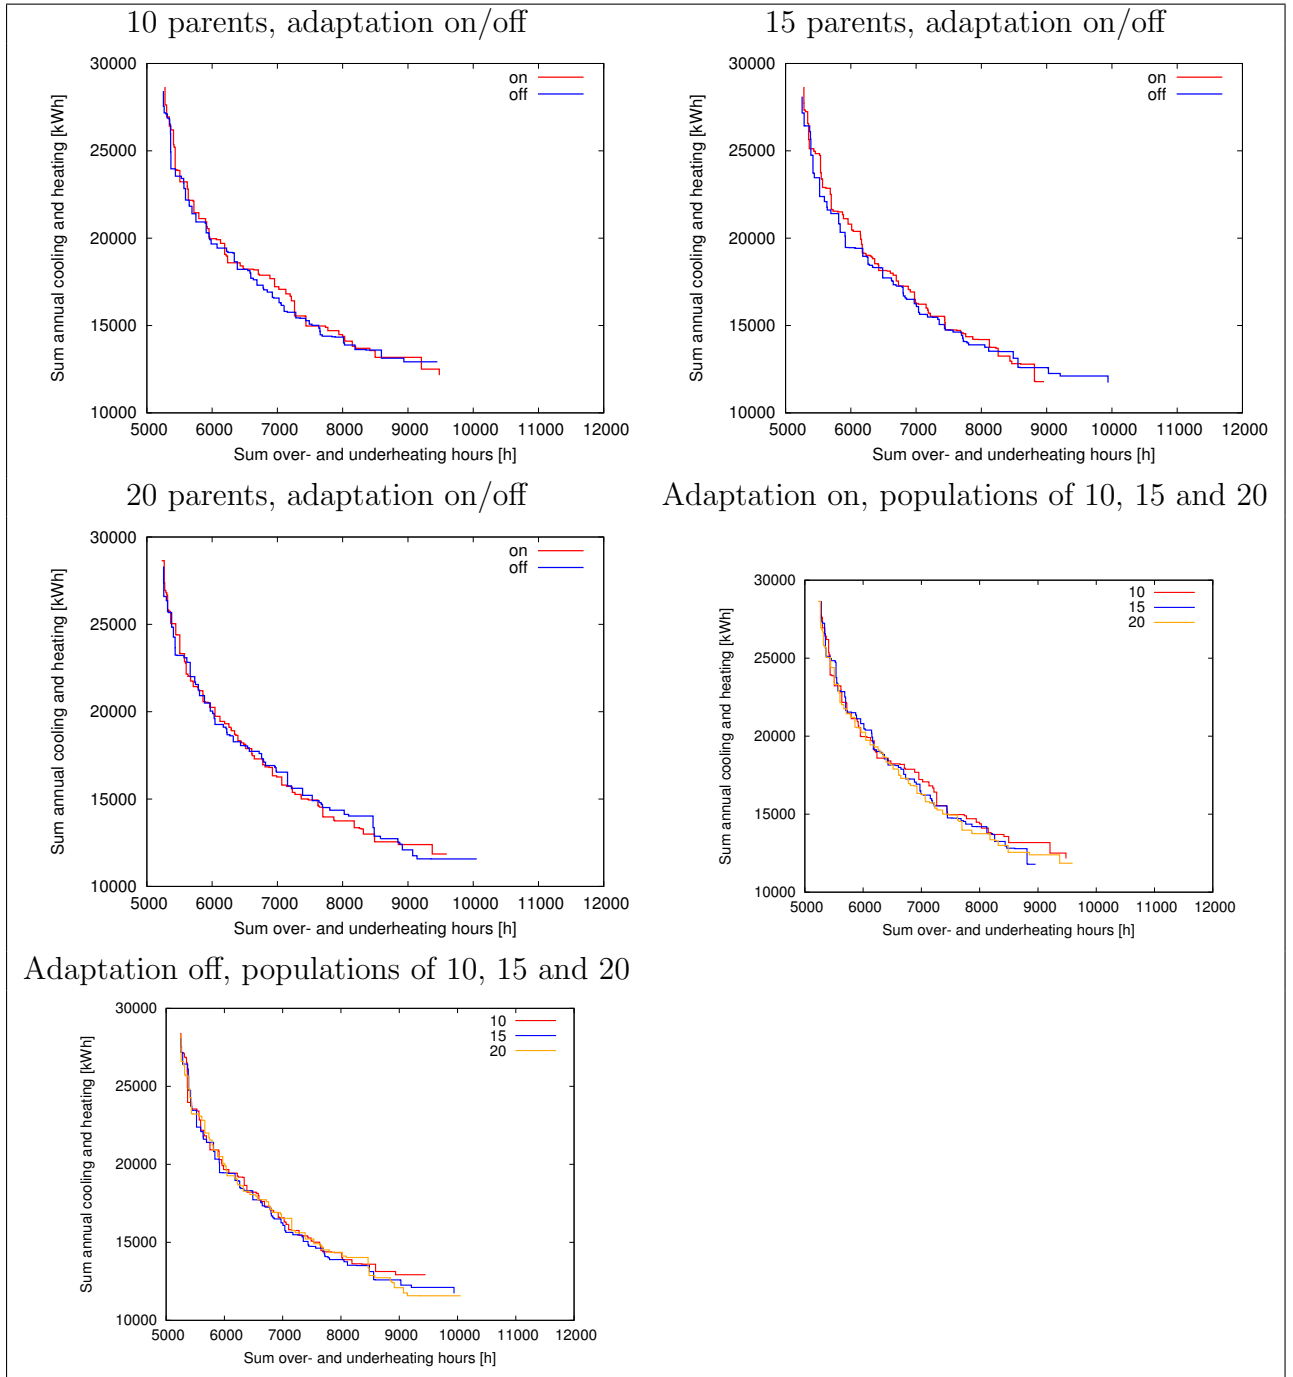 10 parents, adaptation on/off
30000
25000
20000
15000
10000
Sum annual cooling and heating [kWh]
on
off
5000 6000 7000 8000 9000 10000 11000 12000
Sum over- and underheating hours [h]
15 parents, adaptation on/off
30000
25000
20000
15000
10000
Sum annual cooling and heating [kWh]
on
off
5000 6000 7000 8000 9000 10000 11000 12000
Sum over- and underheating hours [h]
20 parents, adaptation on/off
30000
25000
20000
15000
10000
Sum annual cooling and heating [kWh]
on
off
5000 6000 7000 8000 9000 10000 11000 12000
Sum over- and underheating hours [h]
Adaptation on, populations of 10, 15 and 20
30000
25000
20000
15000
10000
Sum annual cooling and heating [kWh]
10
15
20
5000 6000 7000 8000 9000 10000 11000 12000
Sum over- and underheating hours [h]
Adaptation off, populations of 10, 15 and 20
30000
25000
20000
15000
10000
Sum annual cooling and heating [kWh]
10
15
20
5000 6000 7000 8000 9000 10000 11000 12000
Sum over- and underheating hours [h]